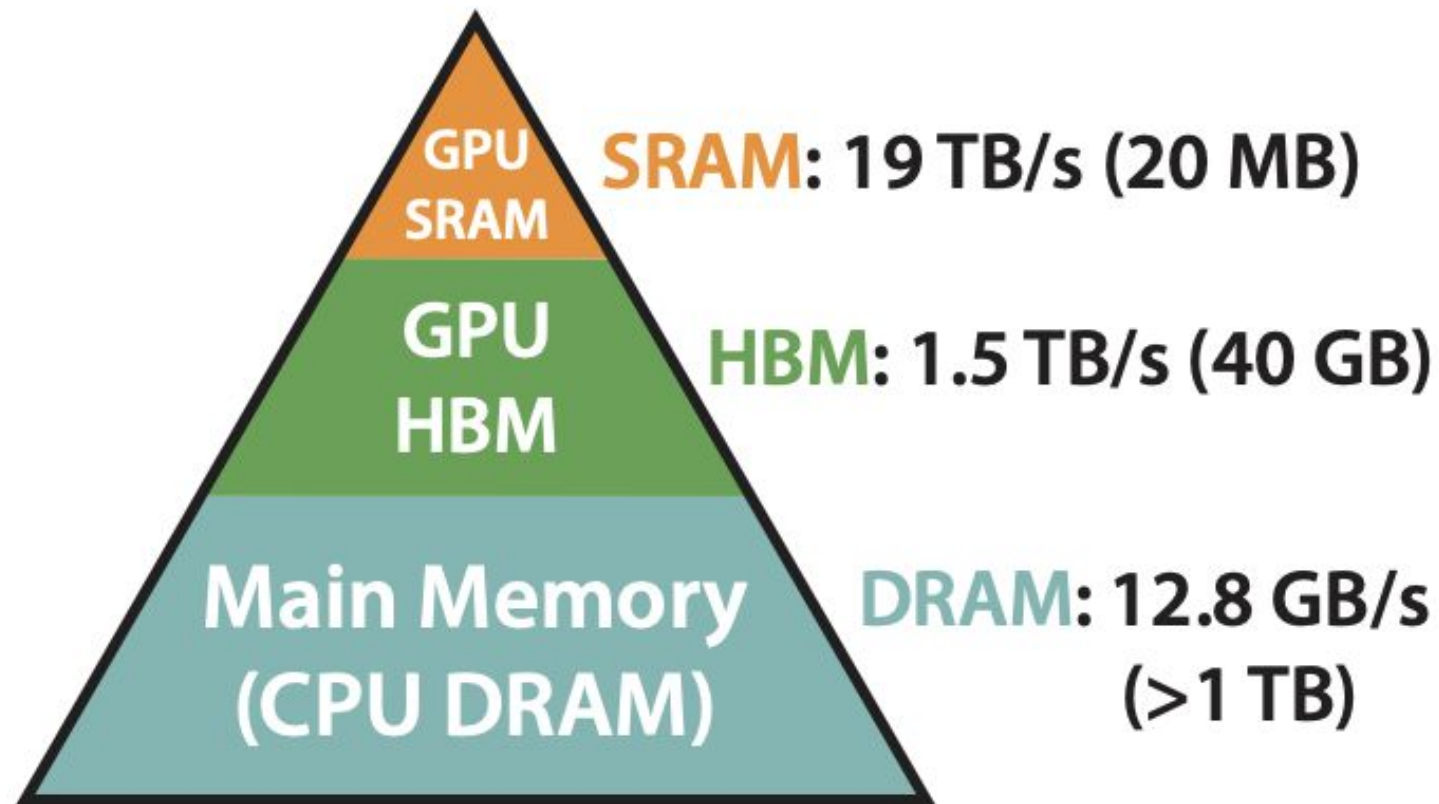 GPU
SRAM
SRAM: 19 TB/s (20 MB)
GPU
HBM
HBM: 1.5 TB/s (40 GB)
Main Memory
(CPU DRAM)
DRAM: 12.8 GB/s
(>1 TB)